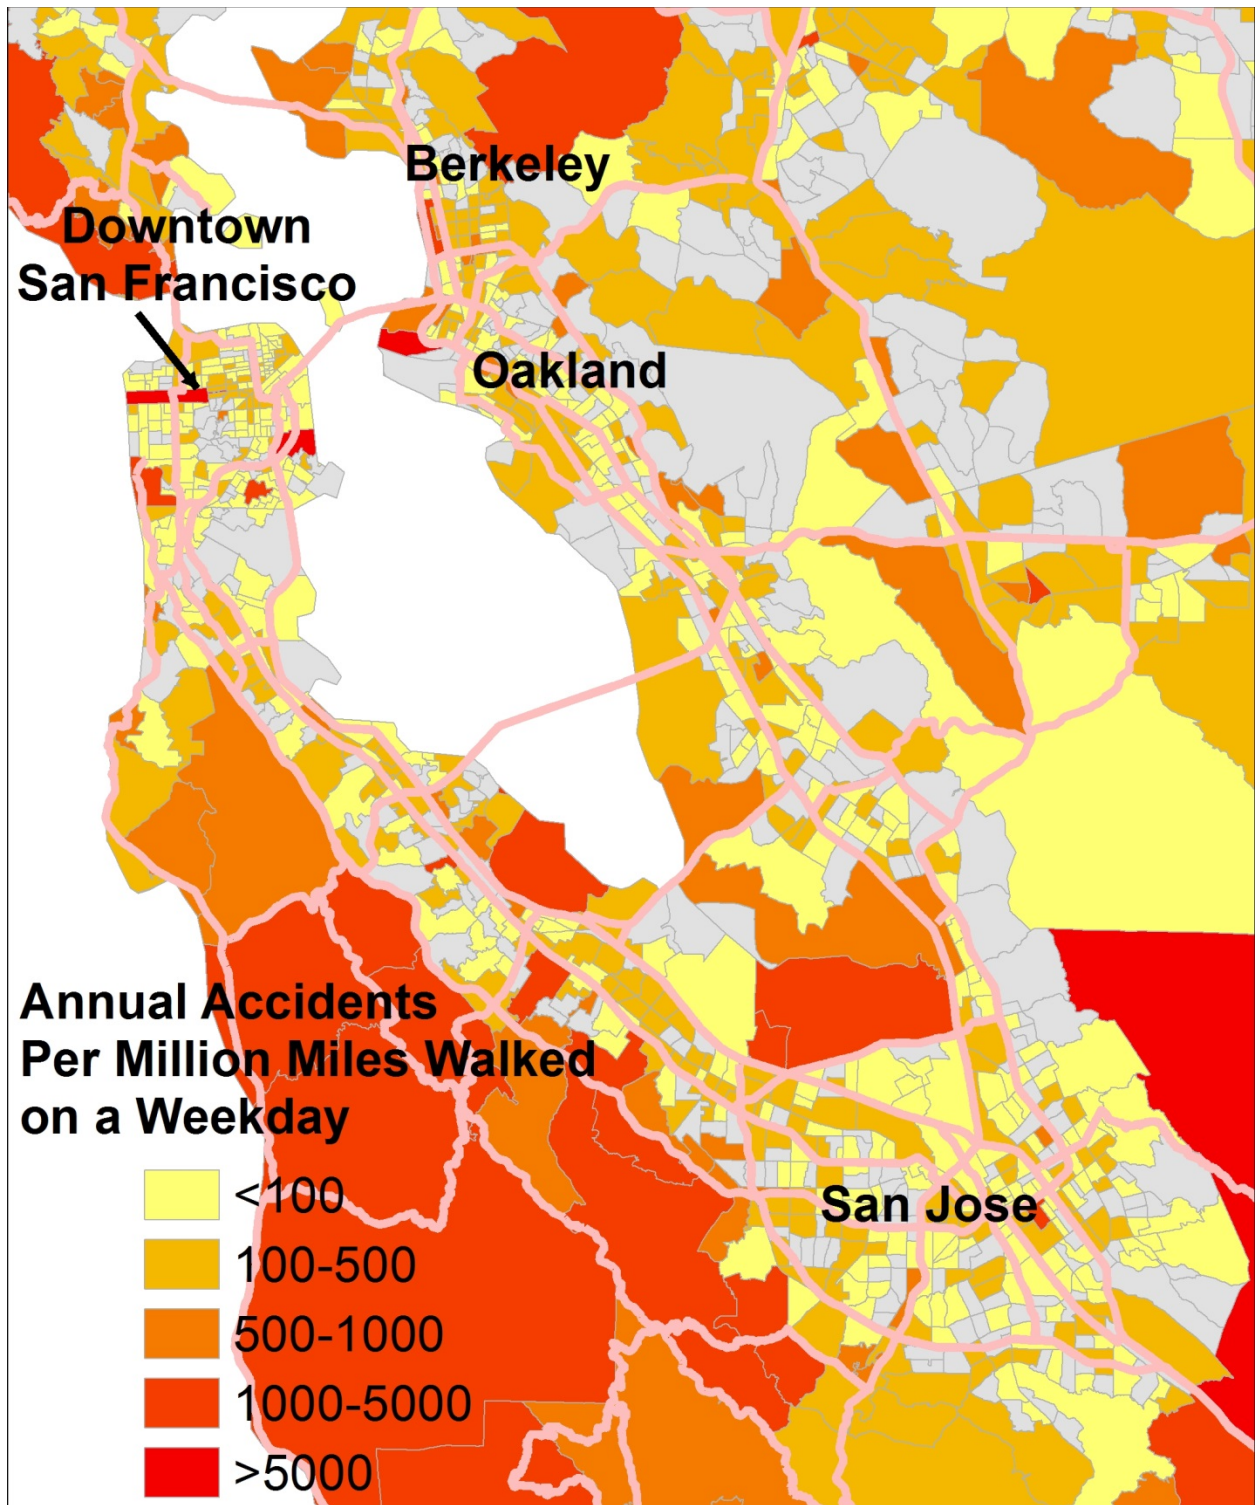 Berkeley
Downtown
San Francisco
Oakland
Annual Accidents
Per Million Miles Walked
on a Weekday
San Jose
<100
100-500
500-1000
1000-5000
>5000